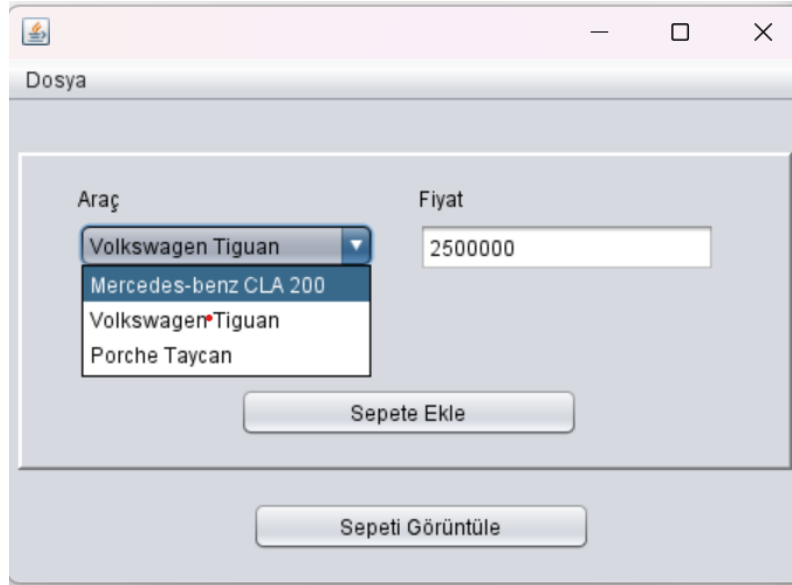 Dosya
Araç Fiyat
Volkswagen Tiguan 2500000
Mercedes-benz CLA 200
Volkswagen Tiguan
Porche Taycan
Sepete Ekle
Sepeti Görüntüle